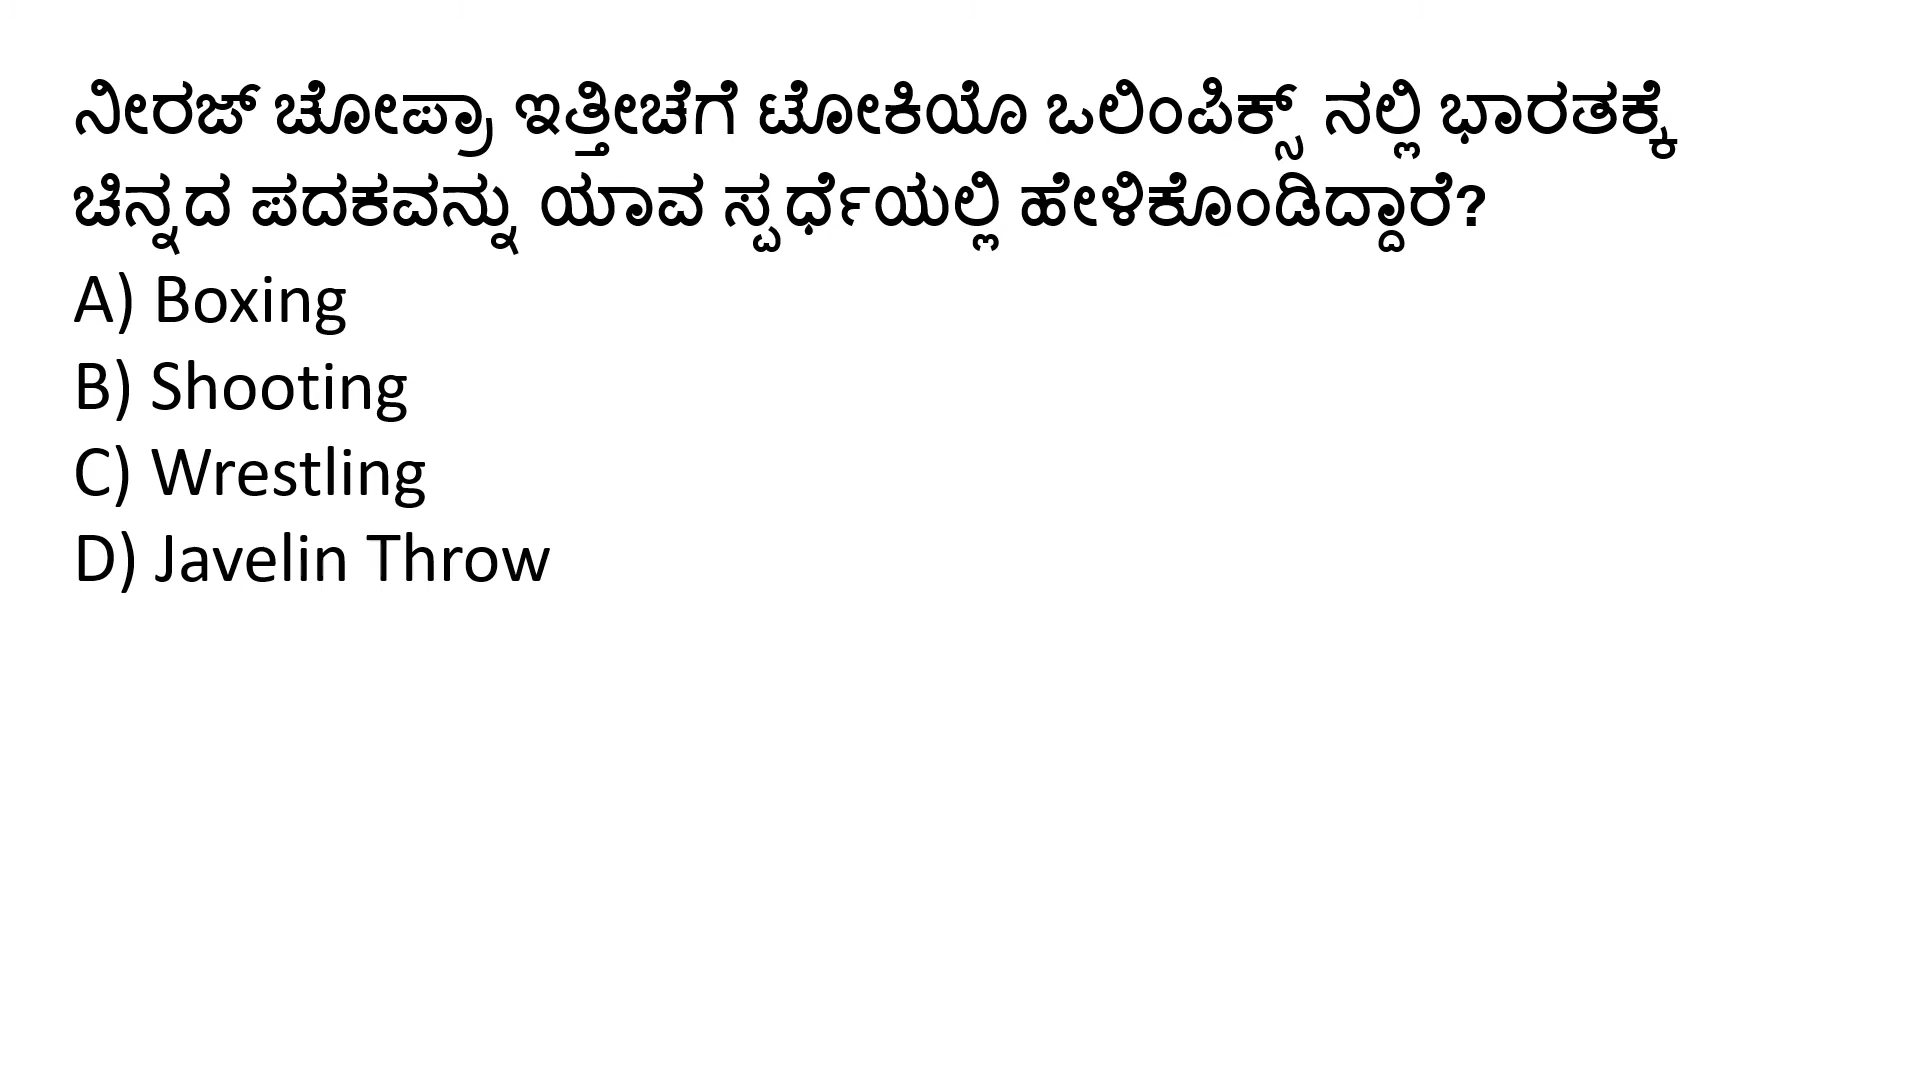 ನೀರಜ್ ಚೋಪ್ರಾ ಇತ್ತೀಚೆಗೆ ಟೋಕಿಯೊ ಒಲಿಂಪಿಕ್ಸ್ ನಲ್ಲಿ ಭಾರತಕ್ಕೆ
ಚಿನ್ನದ ಪದಕವನ್ನು ಯಾವ ಸ್ಪರ್ಧೆಯಲ್ಲಿ ಹೇಳಿಕೊಂಡಿದ್ದಾರೆ?
A) Boxing
B) Shooting
C) Wrestling
D) Javelin Throw